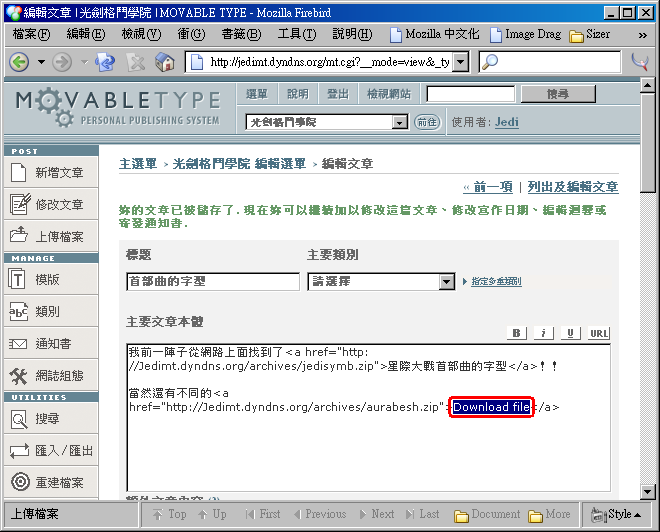 編輯文章 | 光劍格鬥學院 | MOVABLE TYPE - Mozilla Firebird
檔案(F) 編輯(E) 檢視(V) 衝(G) 書籤(B) 工具(T) 說明(H) Mozilla 中文化 Image Drag Sizer »
http://jedimt.dyndns.org/mt.cgi?__mode=view&_ty
MOVABLETYPE
PERSONAL PUBLISHING SYSTEM
選單 說明 登出 檢視網站 搜尋
光劍格鬥學院 前往 使用者: Jedi
POST
新增文章
修改文章
上傳檔案
MANAGE
模版
類別
通知書
網誌組態
UTILITIES
搜尋
匯入/匯出
重建檔案
主選單 > 光劍格鬥學院 編輯選單 > 編輯文章
« 前一項 | 列出及編輯文章
妳的文章已被儲存了. 現在妳可以繼續加以修改這篇文章、修改寫作日期、編輯迴響或
寄發通知書.
標題 主要類別
首部曲的字型 請選擇 指定多重類別
主要文章本體
B i U URL
我前一陣子從網路上面找到了<a href="http:
//Jedimt.dyndns.org/archives/jedisymb.zip">星際大戰首部曲的字型</a>！！
當然還有不同的<a
href="http://Jedimt.dyndns.org/archives/aurabesh.zip">Download file</a>
額外文章內容 (?)
上傳檔案 Top Up First Previous Next Last Document More Style